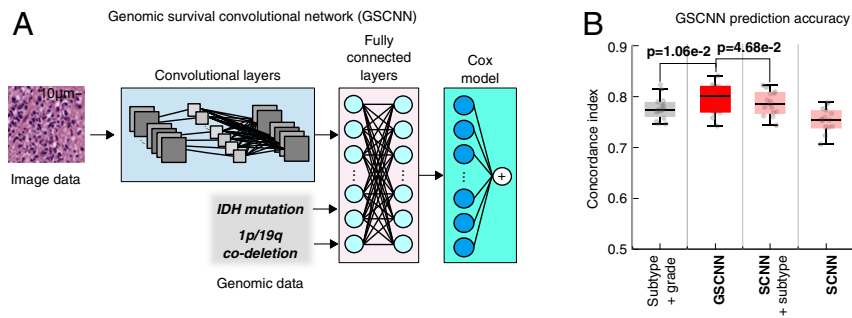 A
Genomic survival convolutional network (GSCNN)
Convolutional layers
Fully
connected
layers
Cox
model
10μm
Image data
IDH mutation
1p/19q
co-deletion
Genomic data
+
B
GSCNN prediction accuracy
p=1.06e-2
p=4.68e-2
Concordance index
0.9
0.8
0.7
0.6
0.5
Subtype
+ grade
GSCNN
SCNN
+ subtype
SCNN